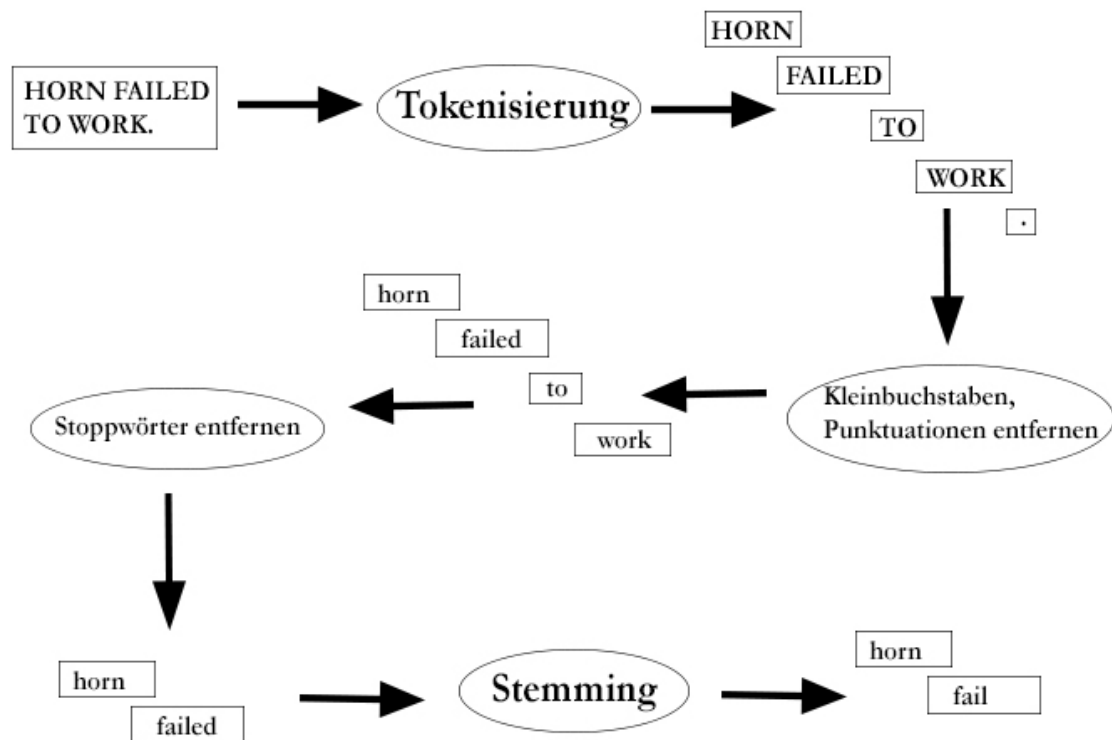 HORN FAILED
TO WORK.
Tokenisierung
HORN
FAILED
TO
WORK
.
Kleinbuchstaben,
Punktuationen entfernen
horn
failed
to
work
Stoppwörter entfernen
horn
failed
Stemming
horn
fail